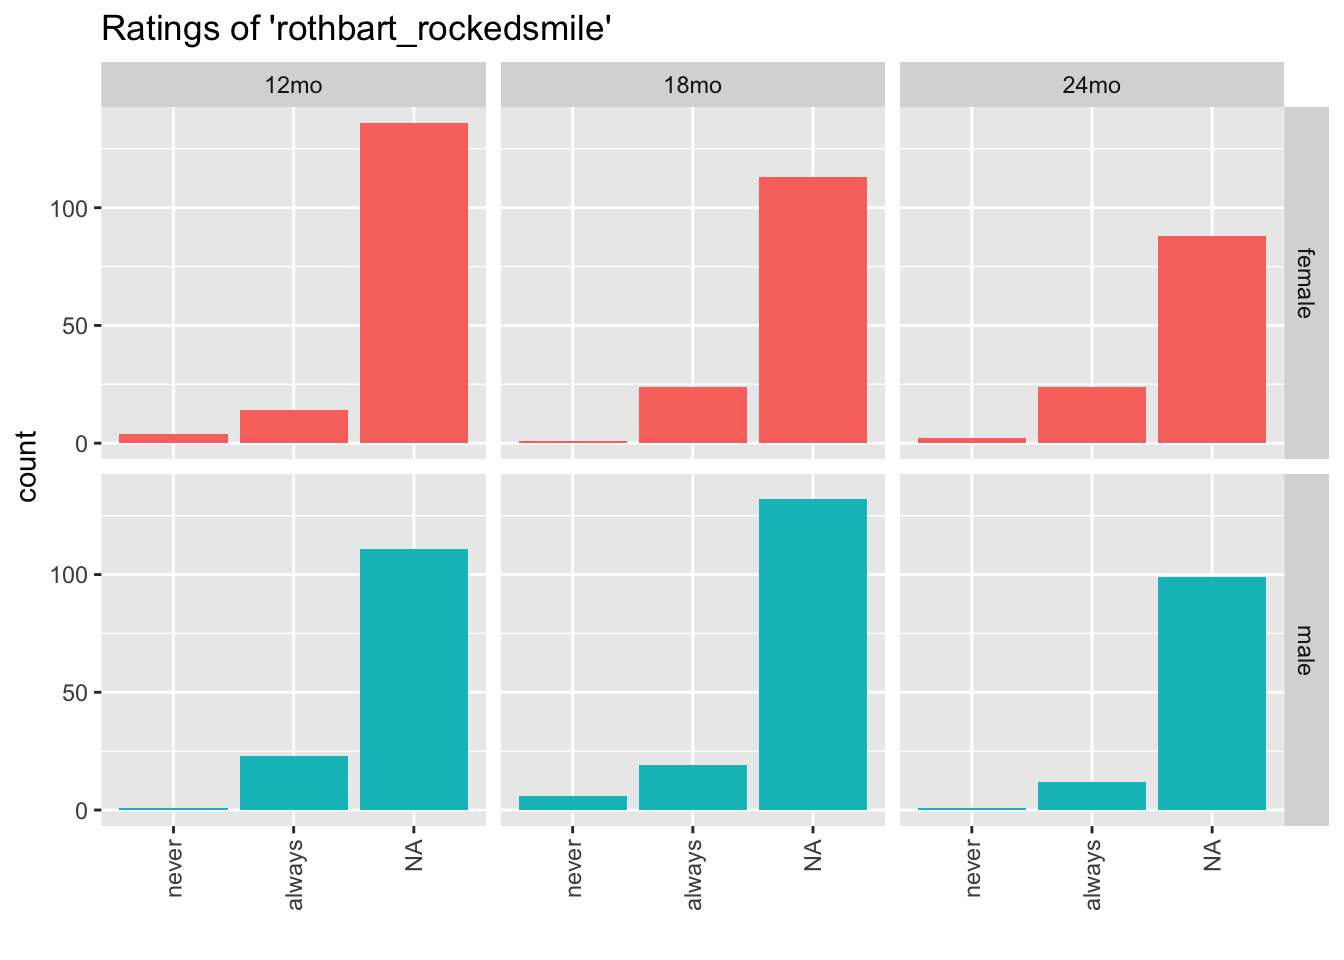 Ratings of 'rothbart_rockedsmile'
12mo
18mo
24mo
100
50
0
female
count
100
50
0
male
never
always
NA
never
always
NA
never
always
NA